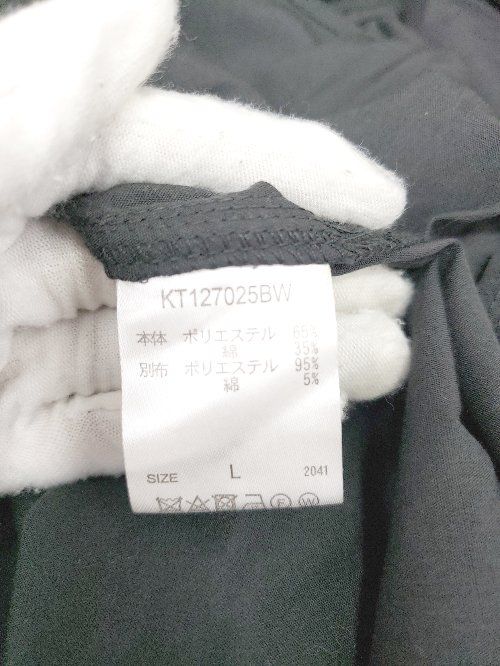 KT127025BW
本体 ポリエステル 65%
綿 35%
別布 ポリエステル 95%
綿 5%
SIZE L 2041